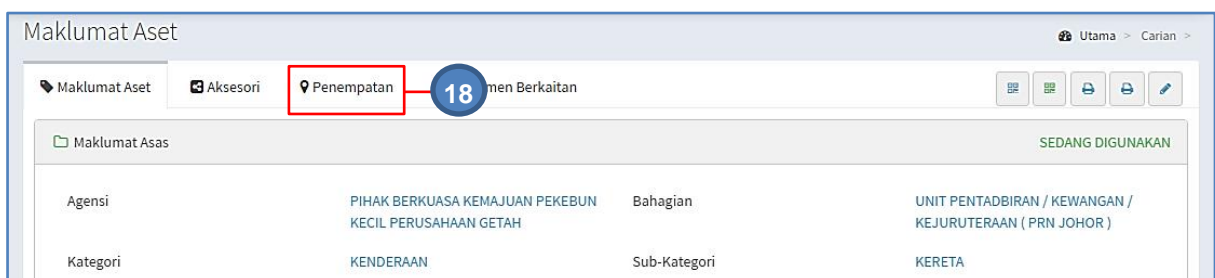 Maklumat Aset
Utama > Carian >
Maklumat Aset Aksesori Penempatan 18 men Berkaitan
Maklumat Asas SEDANG DIGUNAKAN
Agensi PIHAK BERKUASA KEMAJUAN PEKEBUN Bahagian UNIT PENTADBIRAN / KEWANGAN /
KECIL PERUSAHAAN GETAH KEJURUTERAAN ( PRN JOHOR )
Kategori KENDERAAN Sub-Kategori KERETA